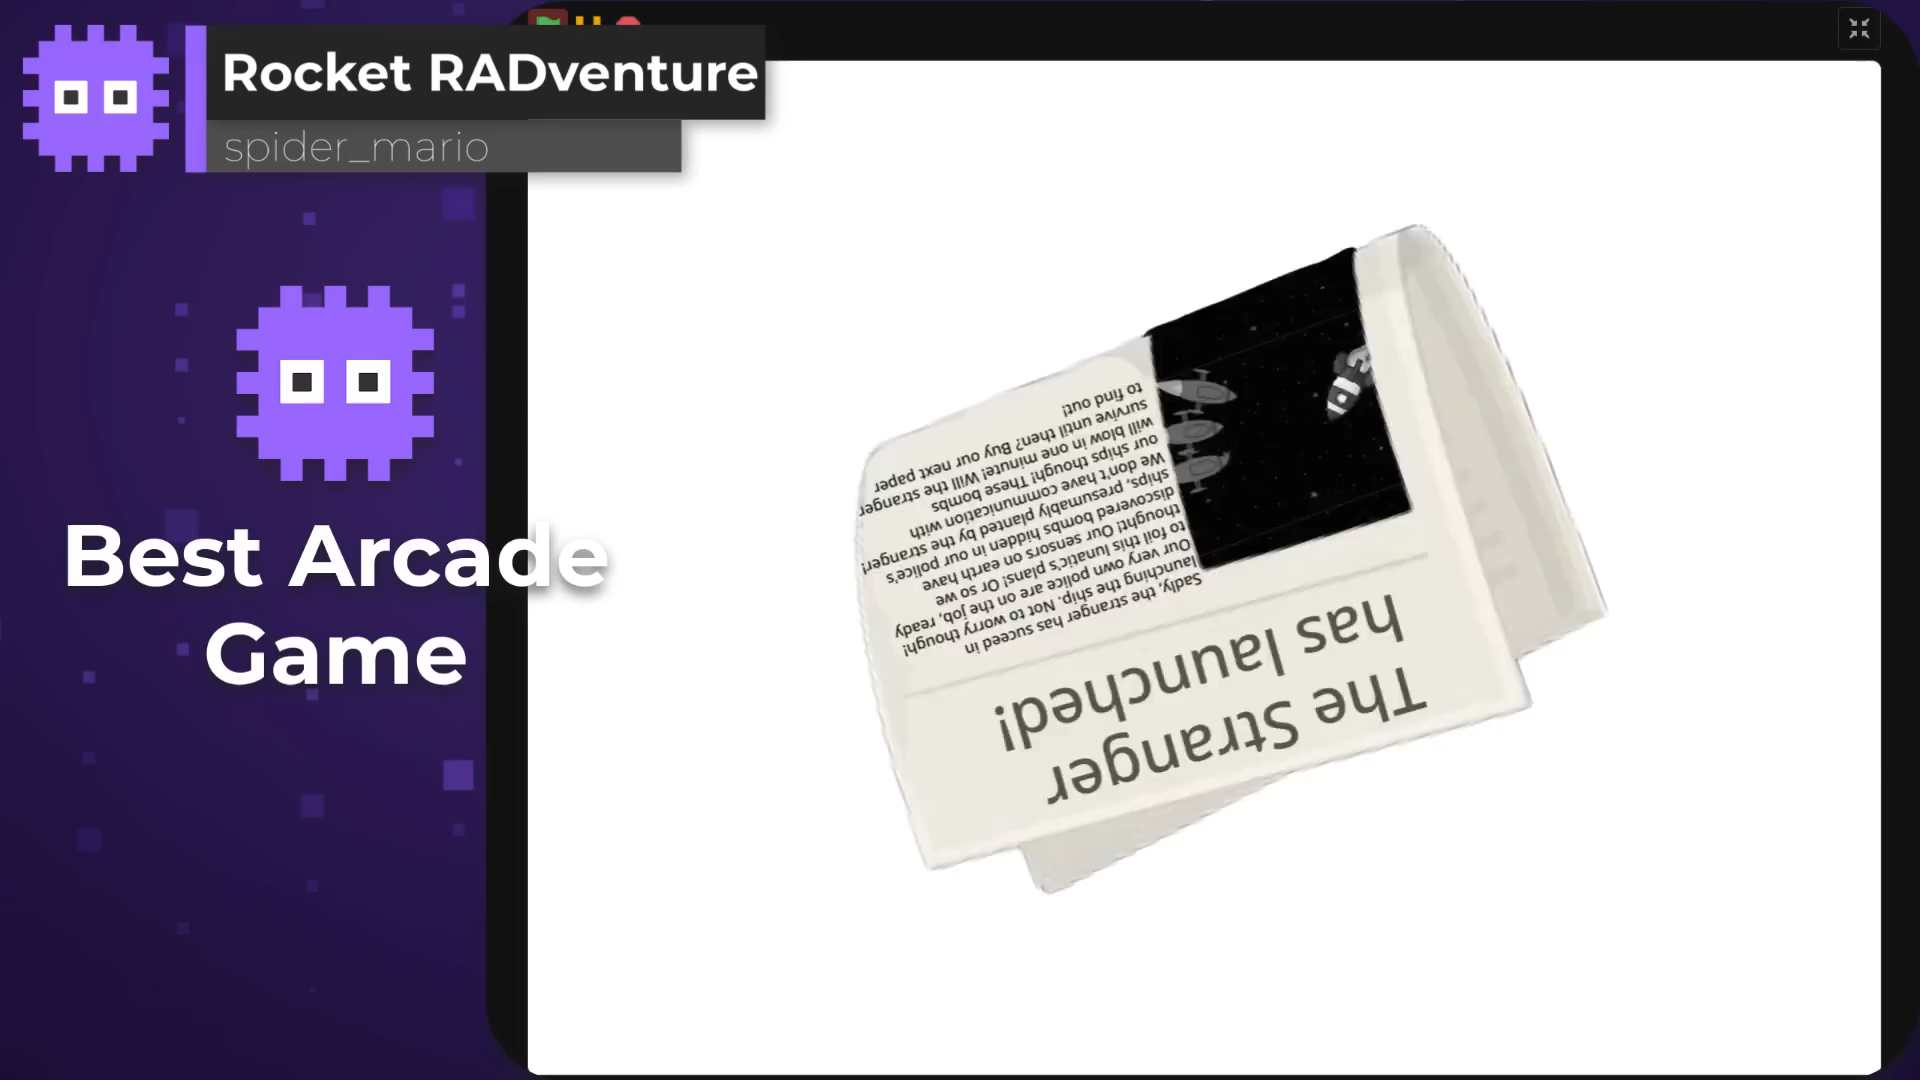 Rocket RADventure
spider_mario
Best Arcade
Game
The Stranger
has launched!
Sadly, the stranger has suceed in
launching the ship. Not to worry though!
Our very own police are on the job, ready
to foil this lunatic's plans! Or so we
thought! Our sensors on earth have
discovered bombs hidden in our police's
ships, presumably planted by the stranger!
We don't have communication with
our ships though! These bombs
will blow in one minute! Will the stranger
survive until then? Buy our next paper
to find out!